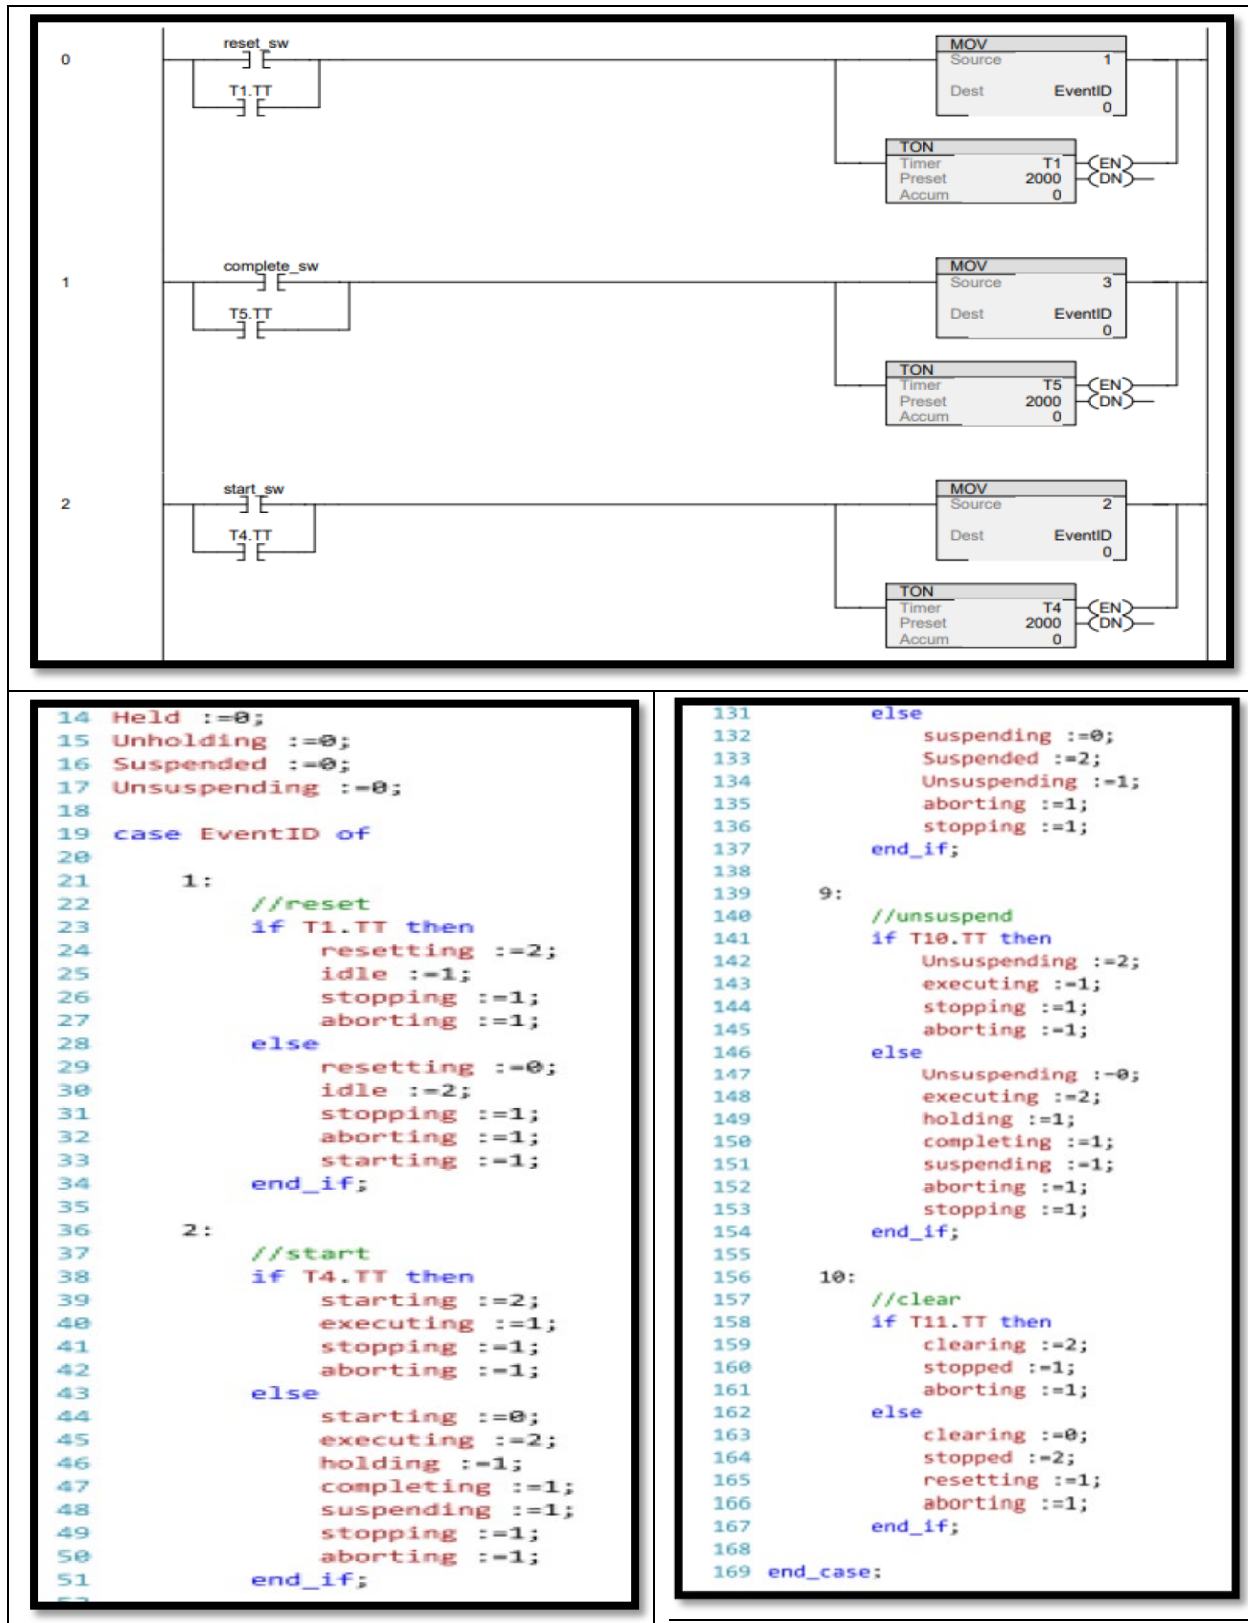 0
reset_sw
T1.TT
MOV
Source 1
Dest EventID
0
TON
Timer T1
Preset 2000
Accum 0
EN
DN
1
complete_sw
T5.TT
MOV
Source 3
Dest EventID
0
TON
Timer T5
Preset 2000
Accum 0
EN
DN
2
start_sw
T4.TT
MOV
Source 2
Dest EventID
0
TON
Timer T4
Preset 2000
Accum 0
EN
DN
14 Held :=0;
15 Unholding :=0;
16 Suspended :=0;
17 Unsuspending :=0;
18
19 case EventID of
20
21 1:
22 //reset
23 if T1.TT then
24 resetting :=2;
25 idle :=1;
26 stopping :=1;
27 aborting :=1;
28 else
29 resetting :=0;
30 idle :=2;
31 stopping :=1;
32 aborting :=1;
33 starting :=1;
34 end_if;
35
36 2:
37 //start
38 if T4.TT then
39 starting :=2;
40 executing :=1;
41 stopping :=1;
42 aborting :=1;
43 else
44 starting :=0;
45 executing :=2;
46 holding :=1;
47 completing :=1;
48 suspending :=1;
49 stopping :=1;
50 aborting :=1;
51 end_if;
131 else
132 suspending :=0;
133 Suspended :=2;
134 Unsuspending :=1;
135 aborting :=1;
136 stopping :=1;
137 end_if;
138
139 9:
140 //unsuspend
141 if T10.TT then
142 Unsuspending :=2;
143 executing :=1;
144 stopping :=1;
145 aborting :=1;
146 else
147 Unsuspending :=0;
148 executing :=2;
149 holding :=1;
150 completing :=1;
151 suspending :=1;
152 aborting :=1;
153 stopping :=1;
154 end_if;
155
156 10:
157 //clear
158 if T11.TT then
159 clearing :=2;
160 stopped :=1;
161 aborting :=1;
162 else
163 clearing :=0;
164 stopped :=2;
165 resetting :=1;
166 aborting :=1;
167 end_if;
168
169 end_case;